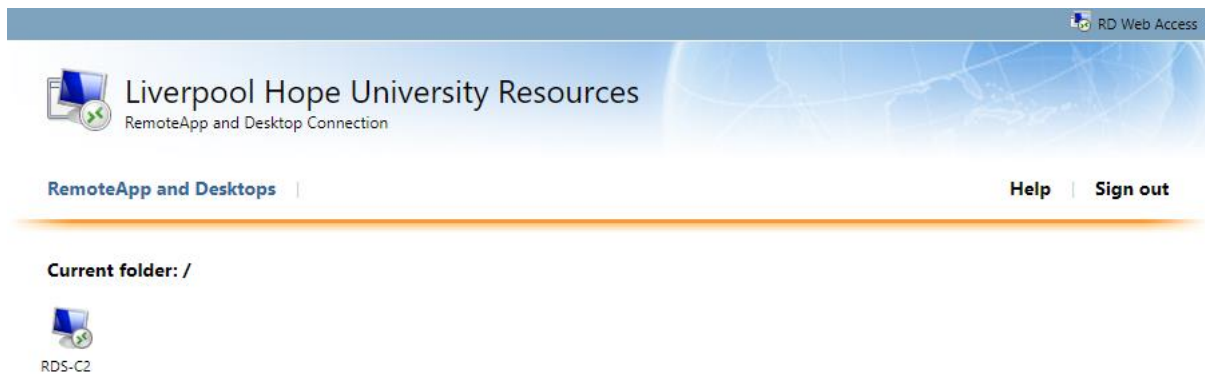 RD Web Access
Liverpool Hope University Resources
RemoteApp and Desktop Connection
RemoteApp and Desktops | Help | Sign out
Current folder: /
RDS-C2